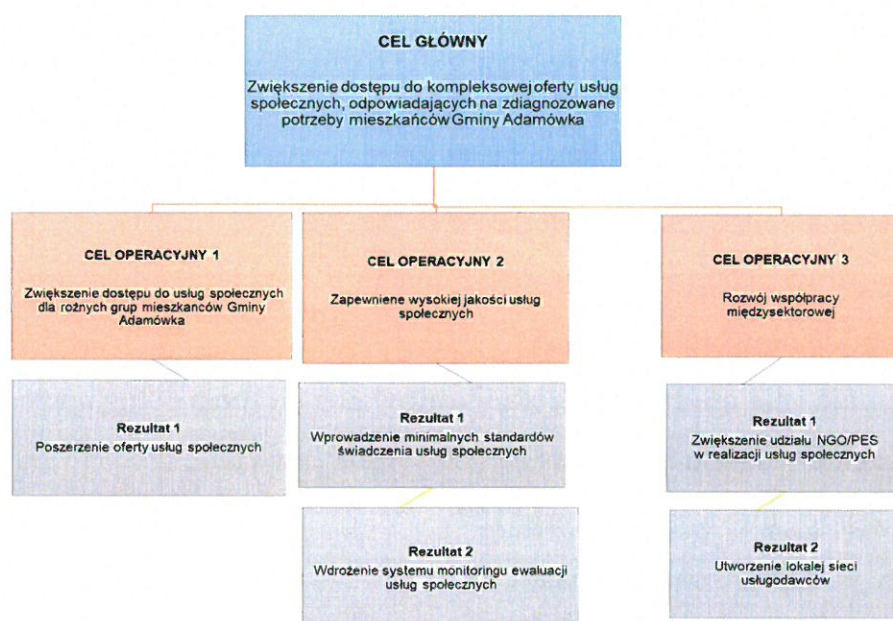 CEL GŁÓWNY
Zwiększenie dostępu do kompleksowej oferty usług
społecznych, odpowiadających na zdiagnozowane
potrzeby mieszkańców Gminy Adamówka
CEL OPERACYJNY 1
Zwiększenie dostępu do usług społecznych
dla rożnych grup mieszkancow Gminy
Adamówka
CEL OPERACYJNY 2
Zapewniene wysokiej jakości usług
społecznych
CEL OPERACYJNY 3
Rozwój współpracy
międzysektorowej
Rezultat 1
Poszerzenie oferty usług społecznych
Rezultat 1
Wprowadzenie minimalnych standardów
świadczenia usług społecznych
Rezultat 1
Zwiększenie udziału NGO/PES
w realizacji usług społecznych
Rezultat 2
Wdrożenie systemu monitoringu ewaluacji
usług społecznych
Rezultat 2
Utworzenie lokalej sieci
usługodawców